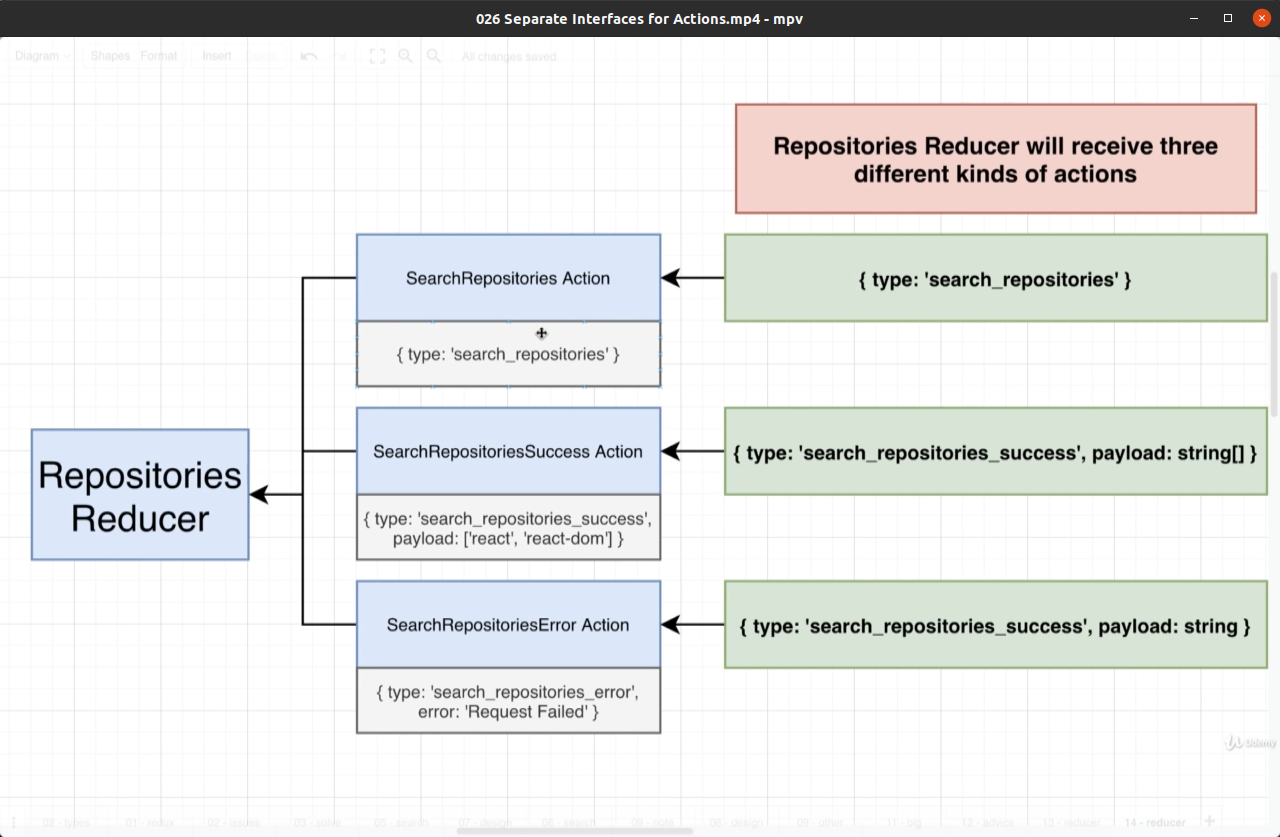 026 Separate Interfaces for Actions.mp4 - mpv
Diagram
Shapes
Format
Insert
All changes saved
Repositories Reducer will receive three
different kinds of actions
SearchRepositories Action
{ type: 'search_repositories' }
{ type: 'search_repositories' }
SearchRepositoriesSuccess Action
{ type: 'search_repositories_success', payload: string[] }
{ type: 'search_repositories_success',
payload: ['react', 'react-dom'] }
Repositories
Reducer
SearchRepositoriesError Action
{ type: 'search_repositories_success', payload: string }
{ type: 'search_repositories_error',
error: 'Request Failed' }
Udemy
01 - redux
02 - issues
03 - solve
05 - search
07 - design
08 - search
09 - note
08 - design
09 - other
11 - big
12 - advice
13 - reducer
14 - reducer